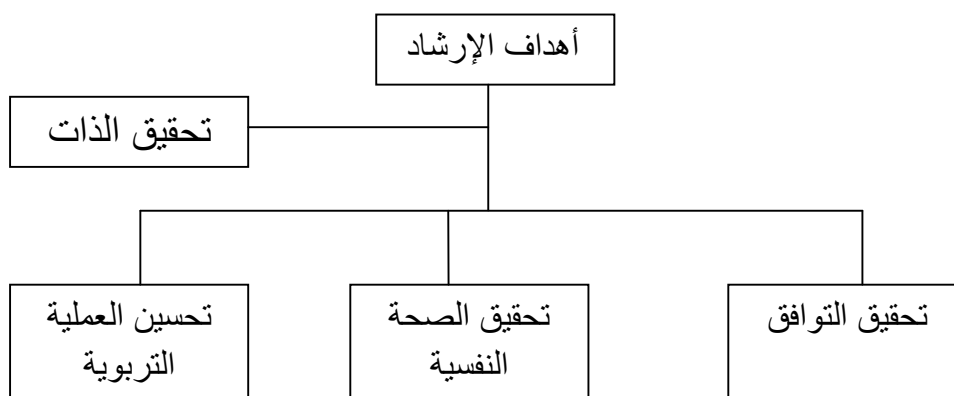 أهداف الإرشاد
تحقيق الذات
تحقيق التوافق
تحقيق الصحة
النفسية
تحسين العملية
التربوية